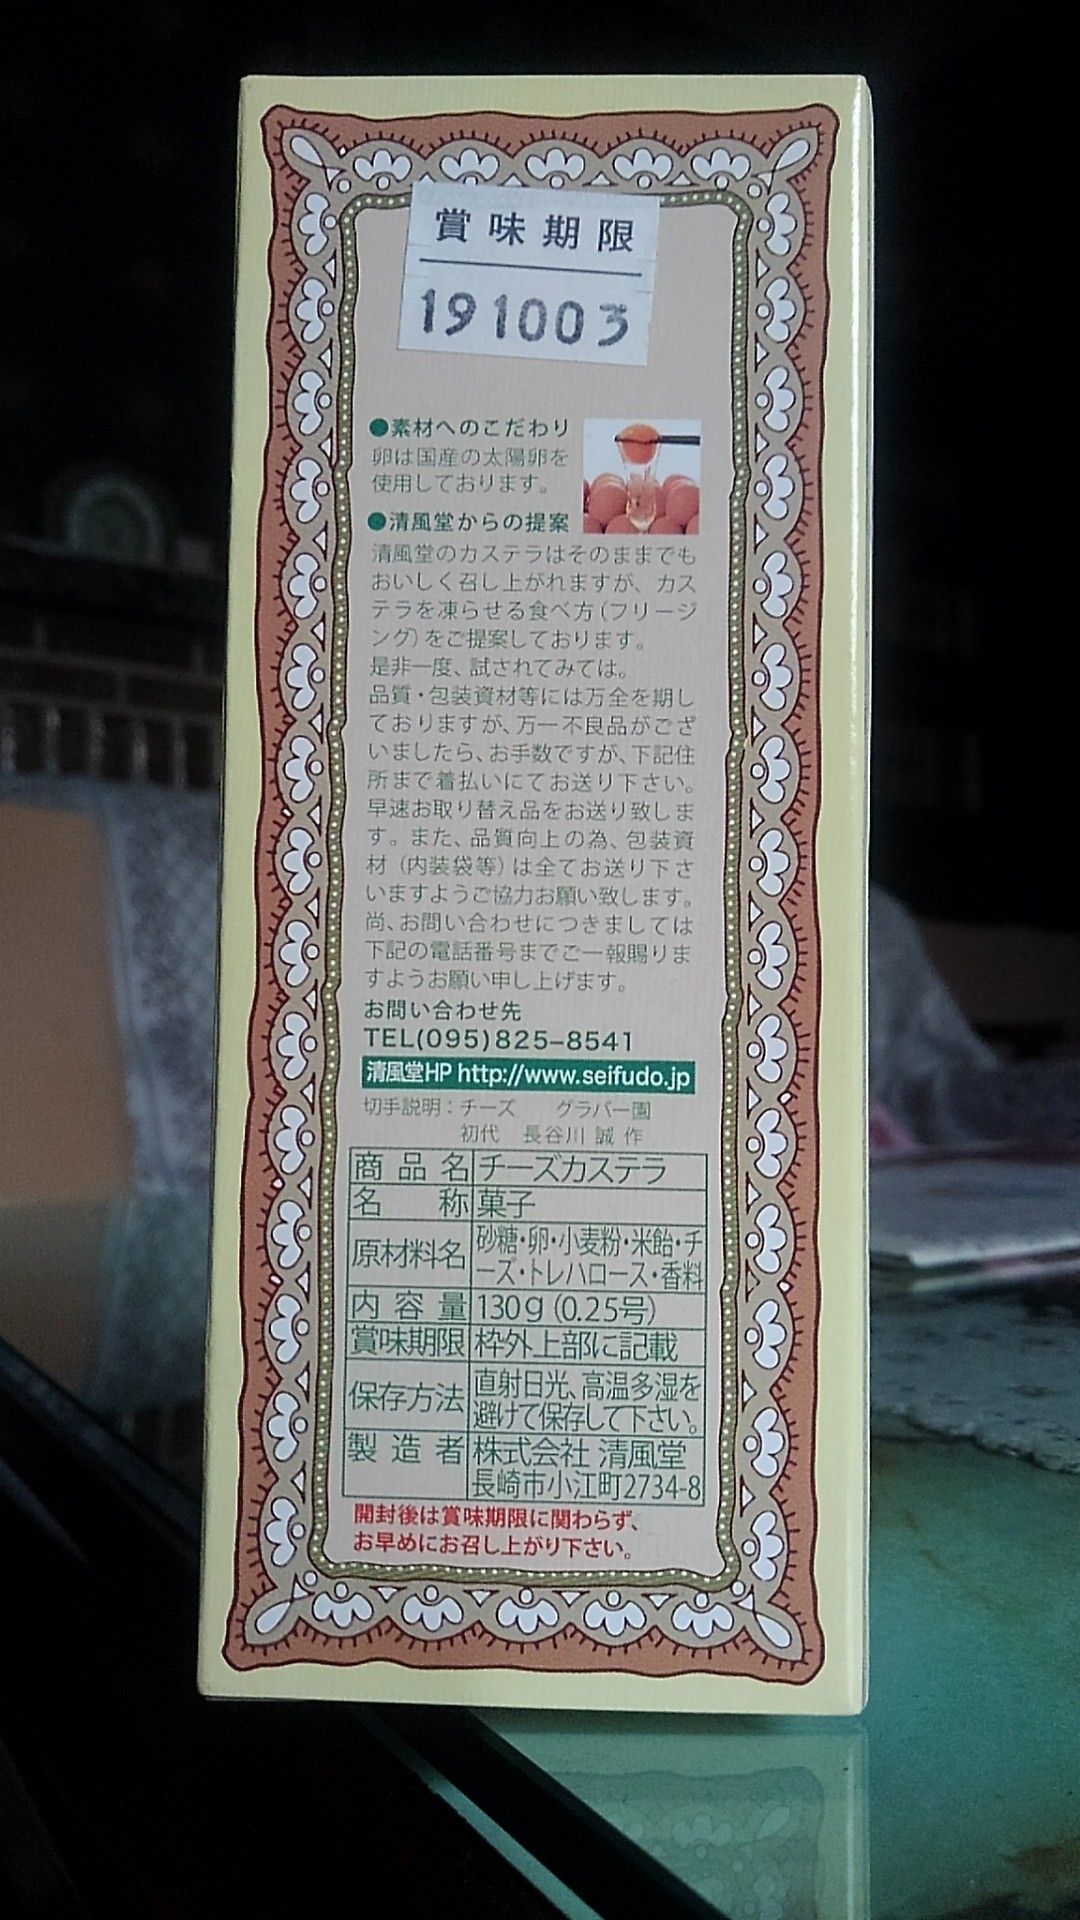 賞味期限
191003
●素材へのこだわり
卵は国産の太陽卵を
使用しております。
●清風堂からの提案
清風堂のカステラはそのままでも
おいしく召し上がれますが、カス
テラを凍らせる食べ方(フリージ
ング)をご提案しております。
是非一度、試されてみては。
品質・包装資材等には万全を期し
ておりますが、万一不良品がござ
いましたら、お手数ですが、下記住
所まで着払いにてお送り下さい。
早速お取り替え品をお送り致しま
す。また、品質向上の為、包装資
材(内装袋等)は全てお送り下さ
いますようご協力お願い致します。
尚、お問い合わせにつきましては
下記の電話番号までご一報賜りま
すようお願い申し上げます。
お問い合わせ先
TEL(095)825-8541
清風堂HP http://www.seifudo.jp
切手説明:チーズ グラバー園
初代 長谷川 誠 作
商品名 チーズカステラ
名称 菓子
原材料名 砂糖・卵・小麦粉・米飴・チ
ーズ・トレハロース・香料
内容量 130g(0.25号)
賞味期限 枠外上部に記載
保存方法 直射日光、高温多湿を
避けて保存して下さい。
製造者 株式会社 清風堂
長崎市小江町2734-8
開封後は賞味期限に関わらず、
お早めにお召し上がり下さい。